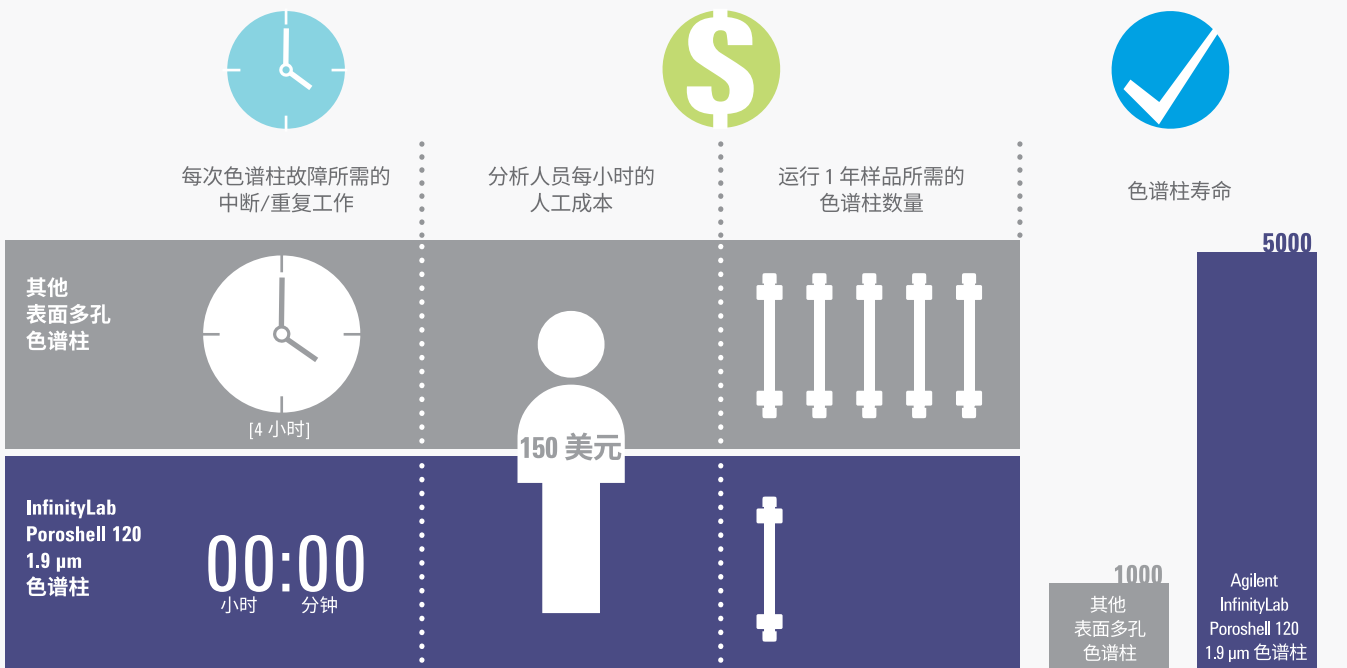 $
每次色谱柱故障所需的
中断/重复工作
分析人员每小时的
人工成本
运行 1 年样品所需的
色谱柱数量
色谱柱寿命
其他
表面多孔
色谱柱
[4 小时]
150 美元
InfinityLab
Poroshell 120
1.9 µm
色谱柱
00:00
小时 分钟
5000
1000
其他
表面多孔
色谱柱
Agilent
InfinityLab
Poroshell 120
1.9 µm 色谱柱